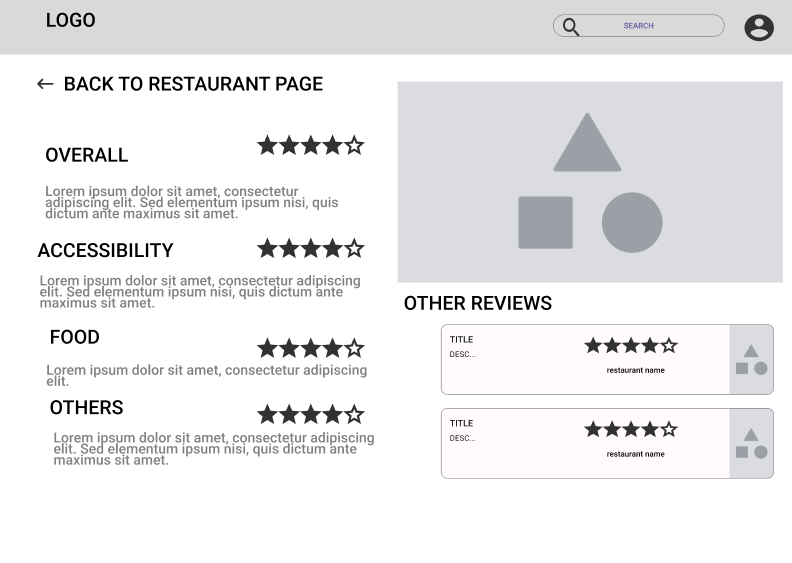 LOGO
SEARCH
BACK TO RESTAURANT PAGE
OVERALL
Lorem ipsum dolor sit amet, consectetur
adipiscing elit. Sed elementum ipsum nisi, quis
dictum ante maximus sit amet.
ACCESSIBILITY
Lorem ipsum dolor sit amet, consectetur adipiscing
elit. Sed elementum ipsum nisi, quis dictum ante
maximus sit amet.
FOOD
Lorem ipsum dolor sit amet, consectetur adipiscing
elit.
OTHERS
Lorem ipsum dolor sit amet, consectetur adipiscing
elit. Sed elementum ipsum nisi, quis dictum ante
maximus sit amet.
OTHER REVIEWS
TITLE
DESC...
restaurant name
TITLE
DESC...
restaurant name